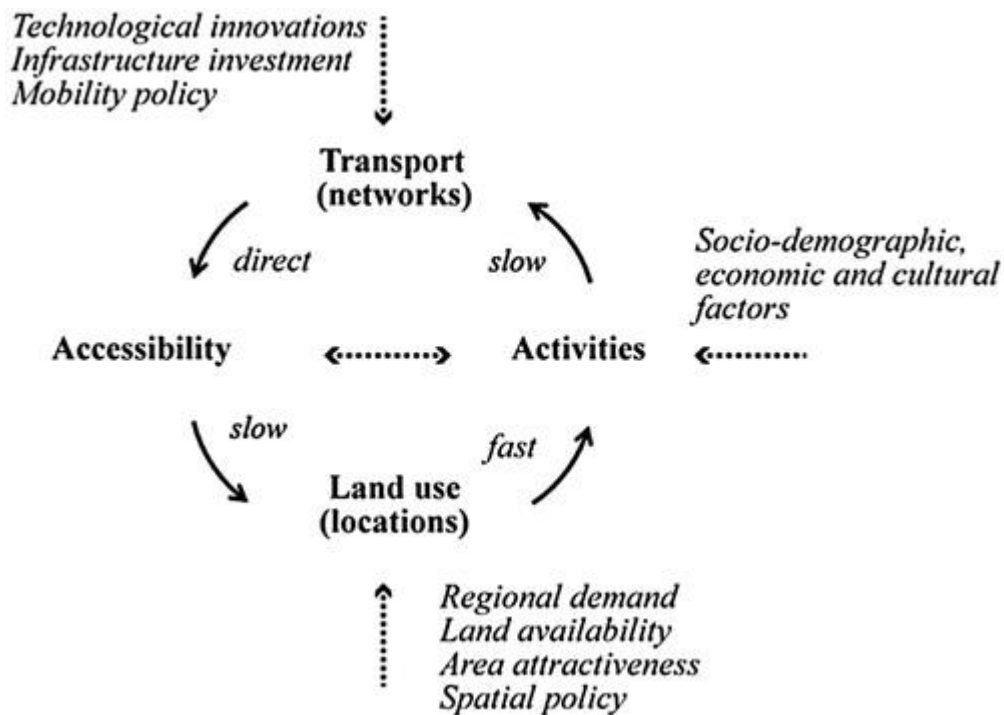 Technological innovations
Infrastructure investment
Mobility policy
Transport
(networks)
direct
slow
Socio-demographic,
economic and cultural
factors
Accessibility
Activities
slow
fast
Land use
(locations)
Regional demand
Land availability
Area attractiveness
Spatial policy